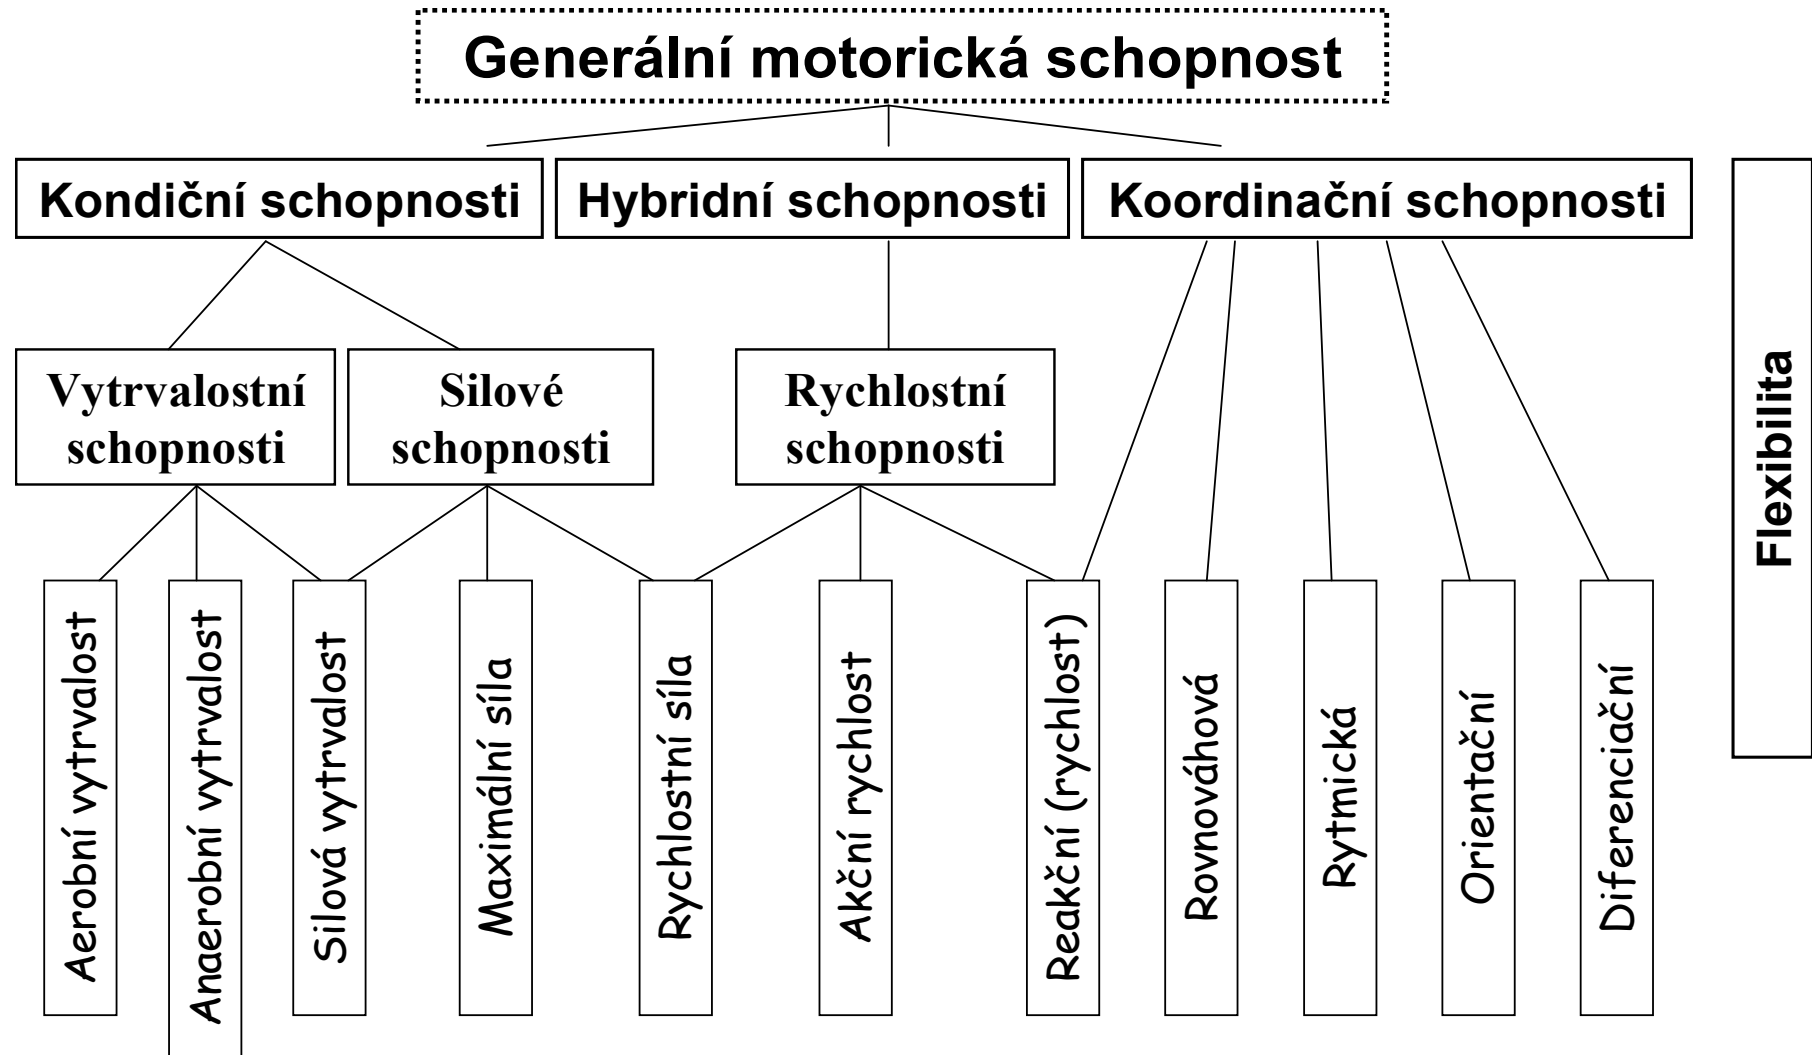 Generální motorická schopnost
Kondiční schopnosti
Hybridní schopnosti
Koordinační schopnosti
Flexibilita
Vytrvalostní
schopnosti
Silové
schopnosti
Rychlostní
schopnosti
Aerobní vytrvalost
Anaerobní vytrvalost
Silová vytrvalost
Maximální síla
Rychlostní síla
Akční rychlost
Reakční (rychlost)
Rovnováhová
Rytmická
Orientační
Diferenciační